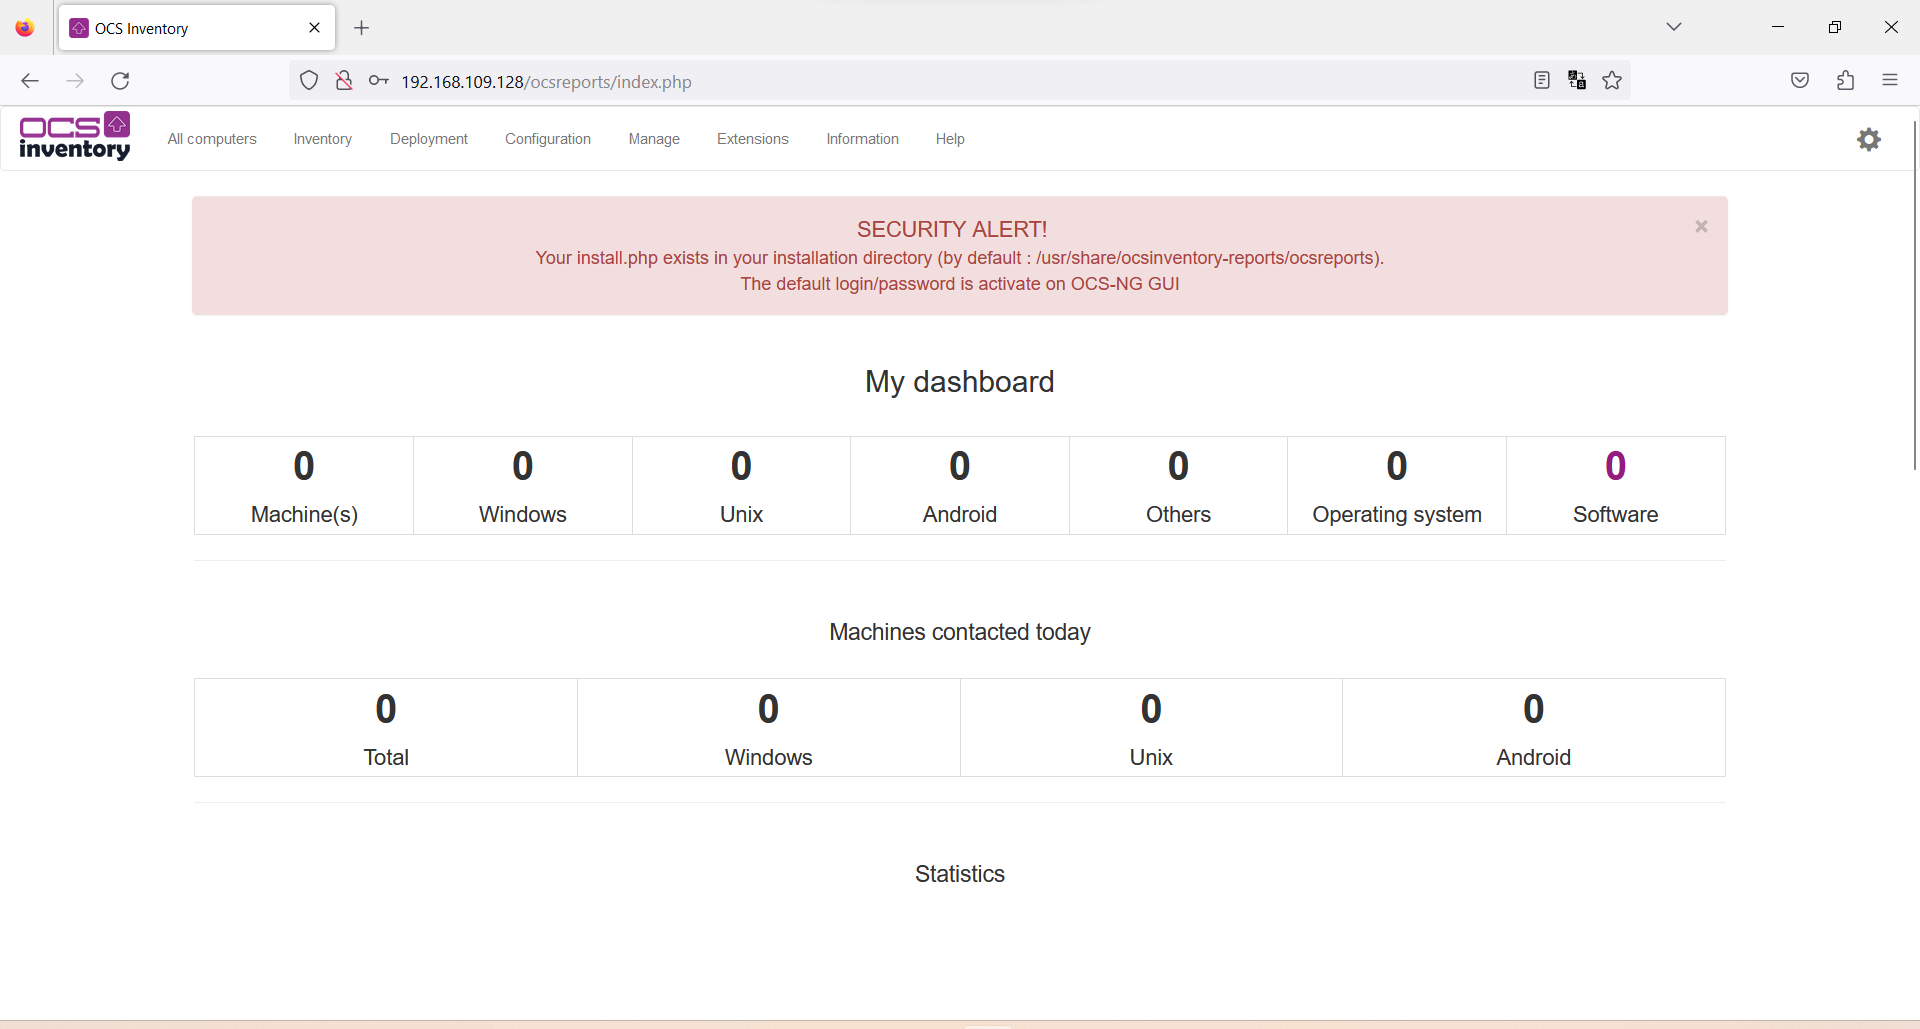 OCS Inventory
192.168.109.128/ocsreports/index.php
OCS
inventory
All computers Inventory Deployment Configuration Manage Extensions Information Help
SECURITY ALERT!
×
Your install.php exists in your installation directory (by default : /usr/share/ocsinventory-reports/ocsreports).
The default login/password is activate on OCS-NG GUI
My dashboard
0 0 0 0 0 0 0
Machine(s) Windows Unix Android Others Operating system Software
Machines contacted today
0 0 0 0
Total Windows Unix Android
Statistics